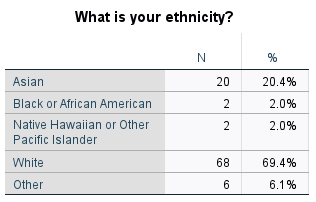 What is your ethnicity?
N %
Asian 20 20.4%
Black or African American 2 2.0%
Native Hawaiian or Other 2 2.0%
Pacific Islander
White 68 69.4%
Other 6 6.1%